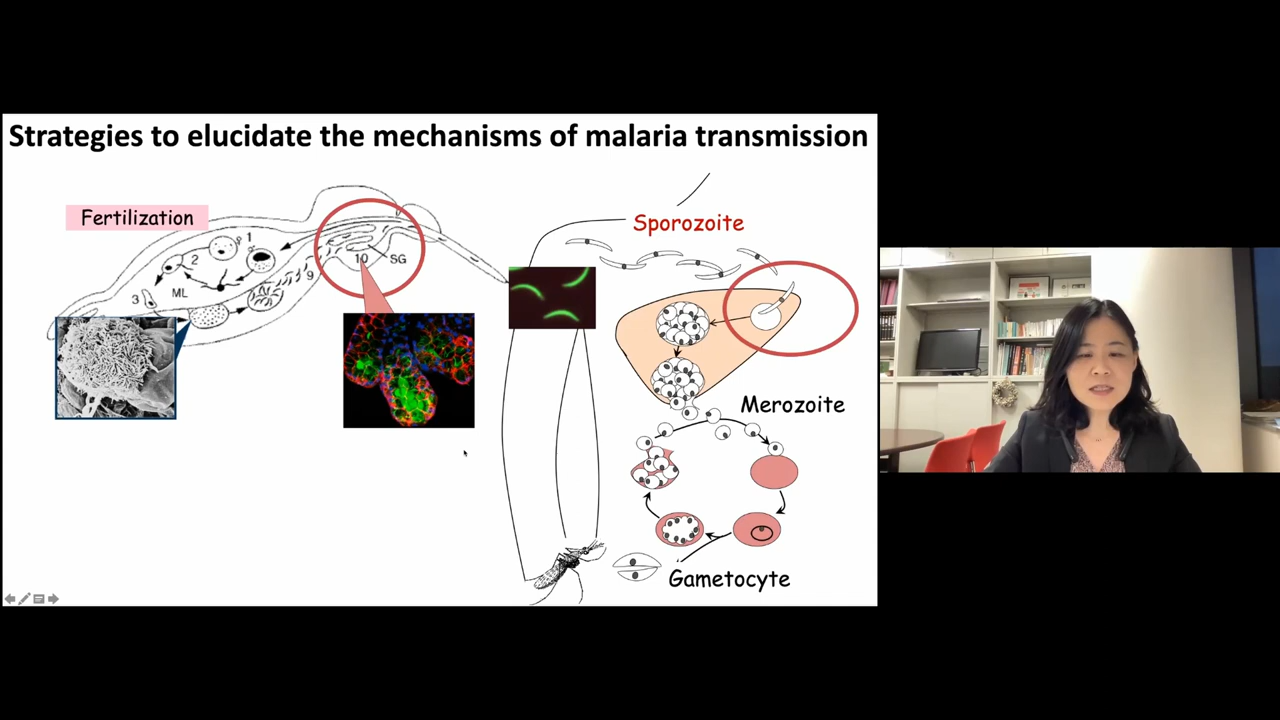 Strategies to elucidate the mechanisms of malaria transmission
Fertilization
1
2
3
ML
9
10
SG
Sporozoite
Merozoite
Gametocyte